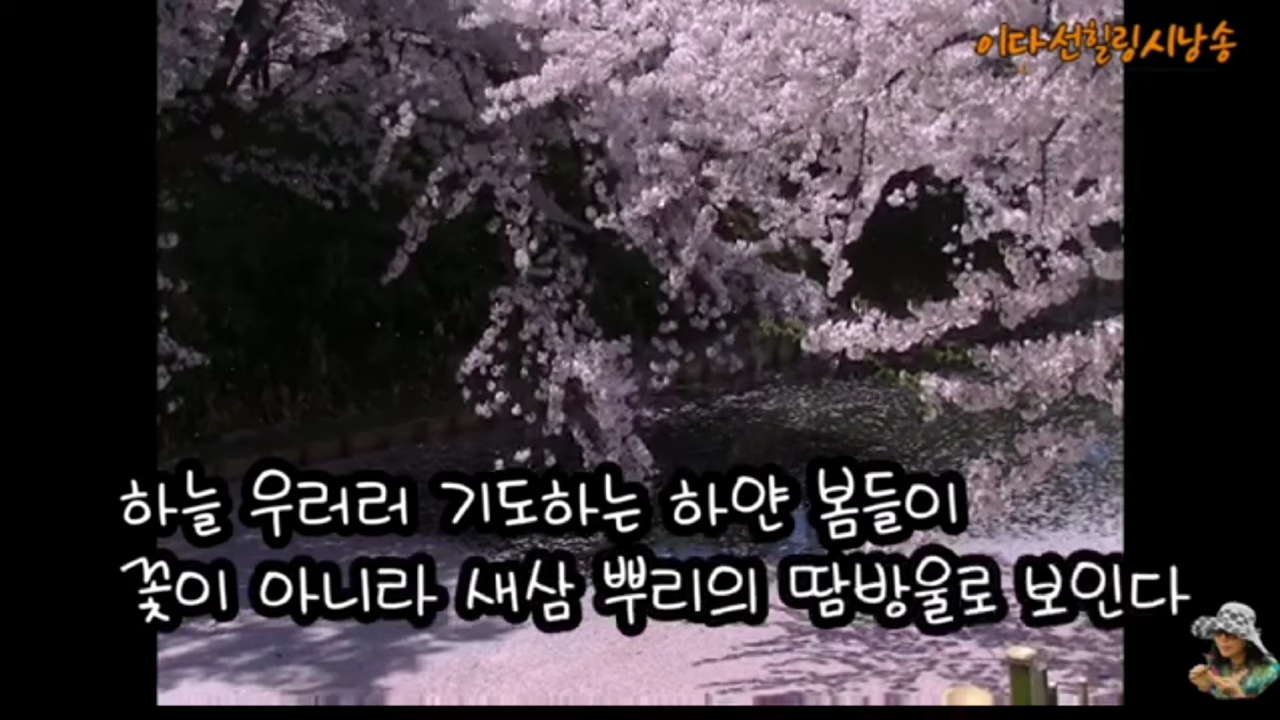 이다선힐링시낭송
하늘 우러러 기도하는 하얀 봄들이
꽃이 아니라 새삼 뿌리의 땀방울로 보인다